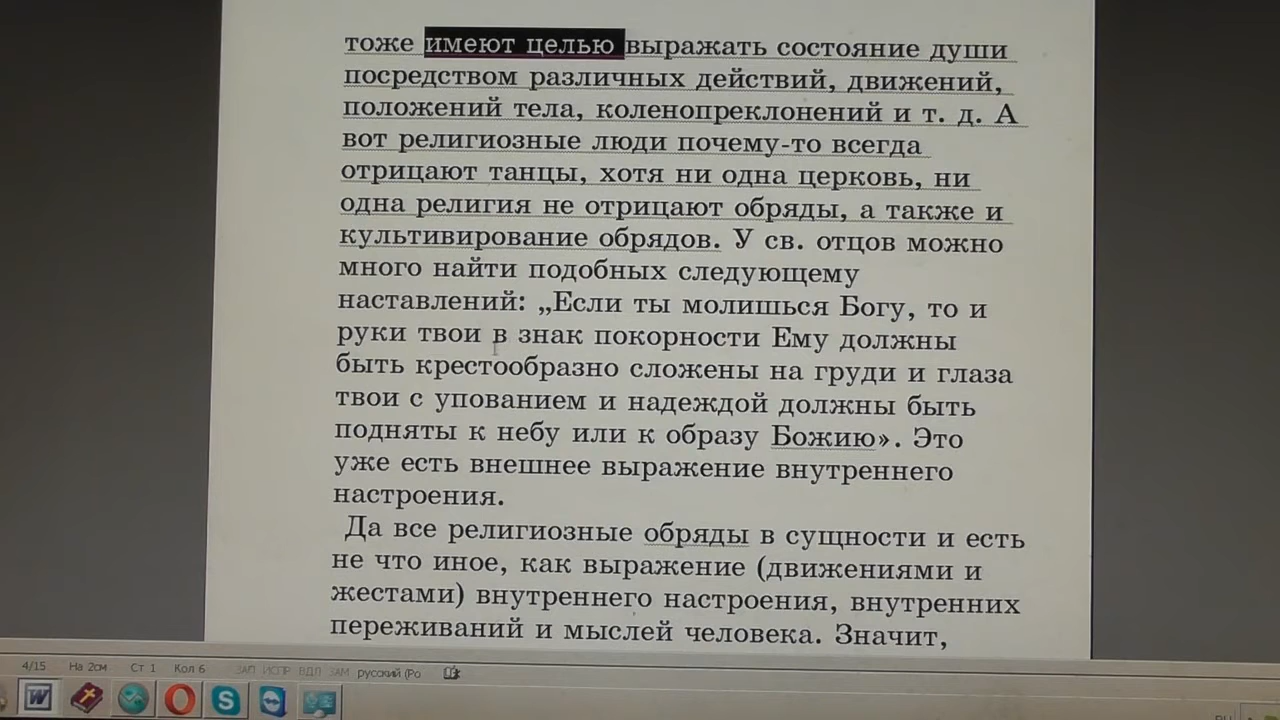 тоже имеют целью выражать состояние души
посредством различных действий, движений,
положений тела, коленопреклонений и т. д. А
вот религиозные люди почему-то всегда
отрицают танцы, хотя ни одна церковь, ни
одна религия не отрицают обряды, а также и
культивирование обрядов. У св. отцов можно
много найти подобных следующему
наставлений: „Если ты молишься Богу, то и
руки твои в знак покорности Ему должны
быть крестообразно сложены на груди и глаза
твои с упованием и надеждой должны быть
подняты к небу или к образу Божию». Это
уже есть внешнее выражение внутреннего
настроения.
Да все религиозные обряды в сущности и есть
не что иное, как выражение (движениями и
жестами) внутреннего настроения, внутренних
переживаний и мыслей человека. Значит,
4/15 На 2см Ст 1 Кол 6 ЗАП ИСПР ВДЛ ЗАМ русский (Ро
W S
RU